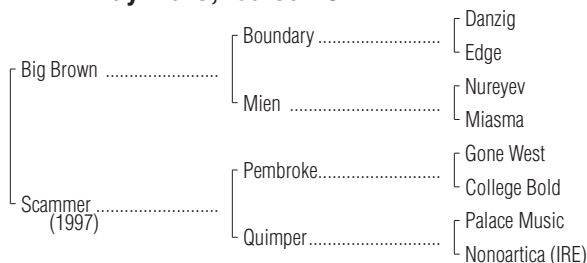 Danzig
Boundary ........................................
Edge
Big Brown .....................................
Nureyev
Mien ..................................................
Miasma
Gone West
Pembroke.........................................
College Bold
Scammer ........................................
(1997)
Palace Music
Quimper............................................
Nonoartica (IRE)